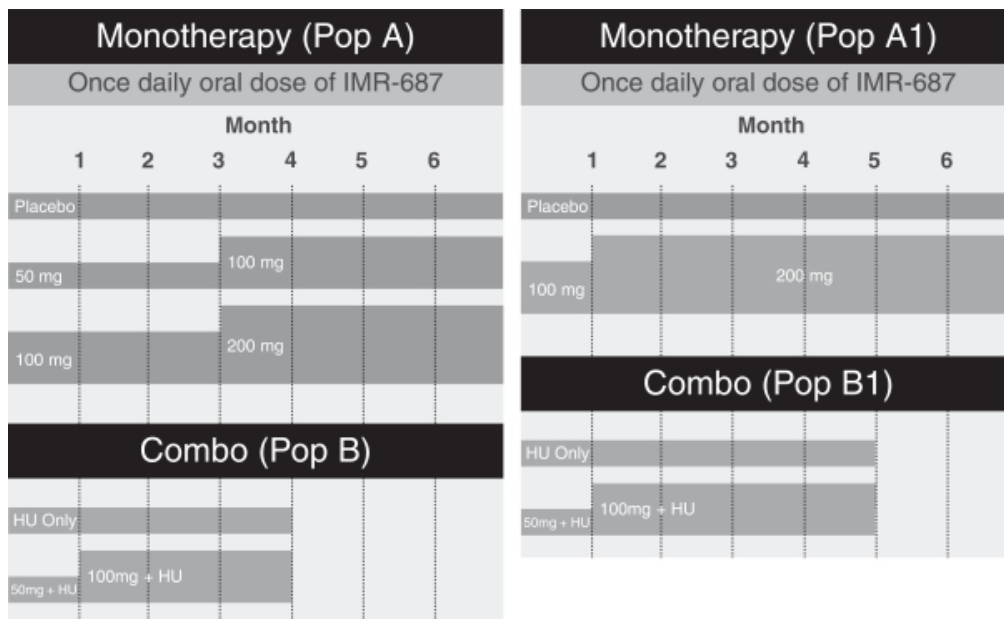 Monotherapy (Pop A)
Once daily oral dose of IMR-687
Month
1 2 3 4 5 6
Placebo
50 mg
100 mg
100 mg
200 mg
Combo (Pop B)
HU Only
50mg + HU
100mg + HU
Monotherapy (Pop A1)
Once daily oral dose of IMR-687
Month
1 2 3 4 5 6
Placebo
100 mg
200 mg
Combo (Pop B1)
HU Only
50mg + HU
100mg + HU